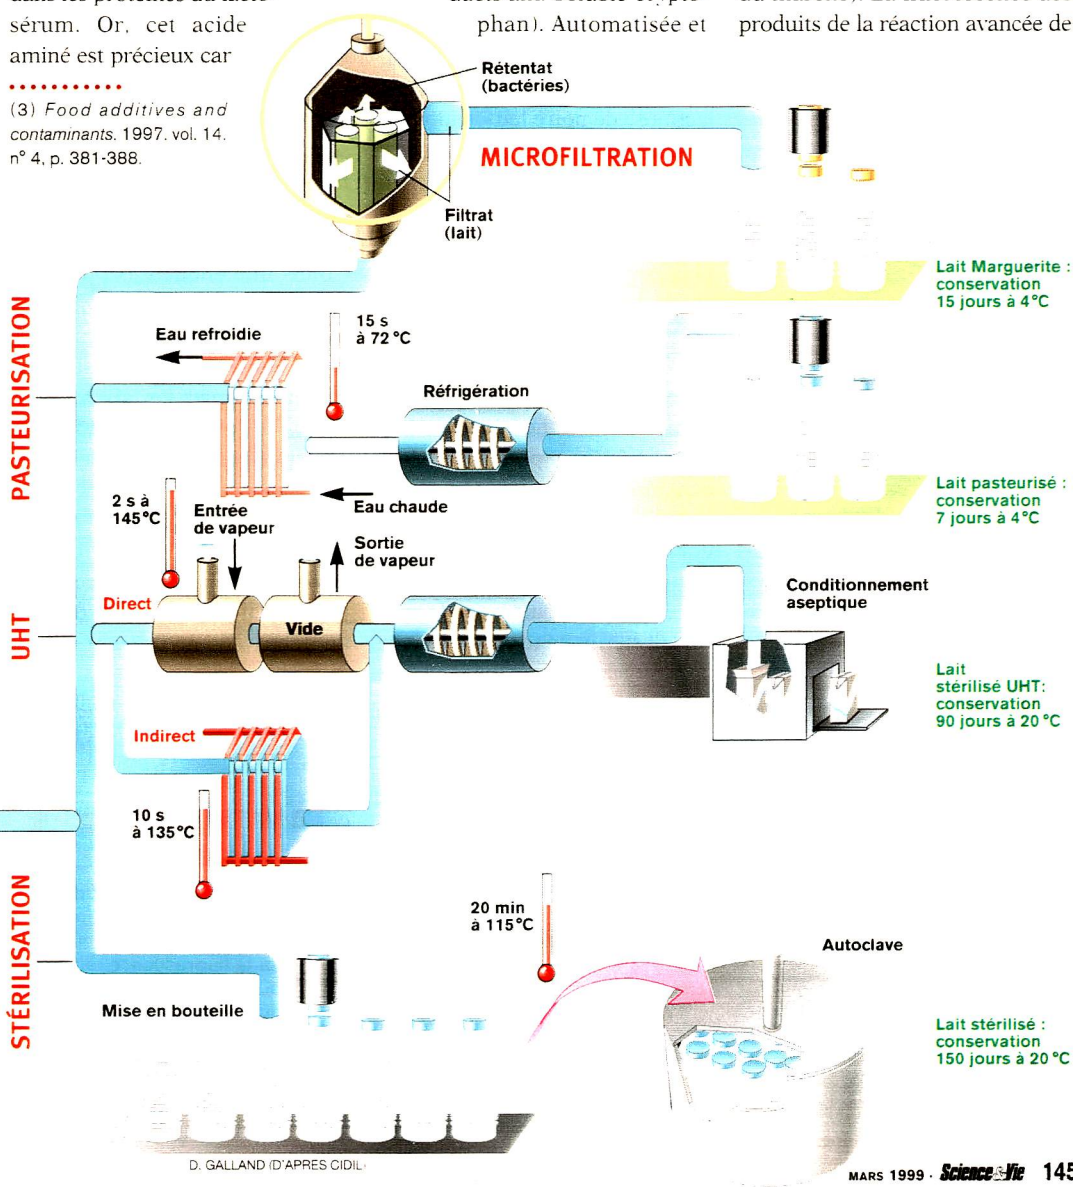 sérum. Or, cet acide
aminé est précieux car
(3) Food additives and
contaminants. 1997. vol. 14.
n° 4, p. 381-388.
phan). Automatisée et
produits de la réaction avancée de
Rétentat
(bactéries)
MICROFILTRATION
Filtrat
(lait)
Lait Marguerite :
conservation
15 jours à 4°C
PASTEURISATION
Eau refroidie
15 s
à 72 °C
Réfrigération
Eau chaude
Lait pasteurisé :
conservation
7 jours à 4°C
UHT
2 s à
145°C
Entrée
de vapeur
Sortie
de vapeur
Direct
Vide
Conditionnement
aseptique
Lait
stérilisé UHT:
conservation
90 jours à 20 °C
Indirect
10 s
à 135°C
STÉRILISATION
20 min
à 115°C
Autoclave
Mise en bouteille
Lait stérilisé :
conservation
150 jours à 20 °C
D. GALLAND (D'APRES CIDIL)
MARS 1999 · Science & Vie 145